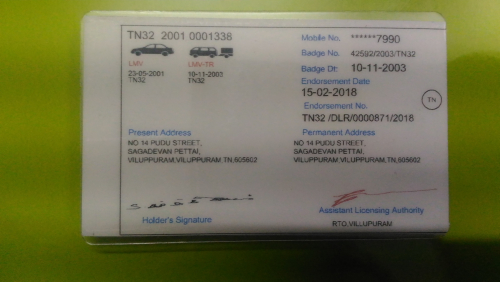 TN32 2001 0001336
LMV LMV-TR
23-05-2001 10-11-2003
TN32 TN32
Mobile No. ******7990
Badge No. 42592/2003/TN32
Badge Dt: 10-11-2003
Endorsement Date
15-02-2018
Endorsement No.
TN32 /DLR/0000871/2018
TN
Present Address
NO 14 PUDU STREET,
SAGADEVAN PETTAI,
VILUPPURAM,VILUPPURAM,TN,605602
Permanent Address
NO 14 PUDU STREET,
SAGADEVAN PETTAI,
VILUPPURAM,VILUPPURAM,TN,605602
Holder's Signature
Assistant Licensing Authority
RTO,VILLUPURAM